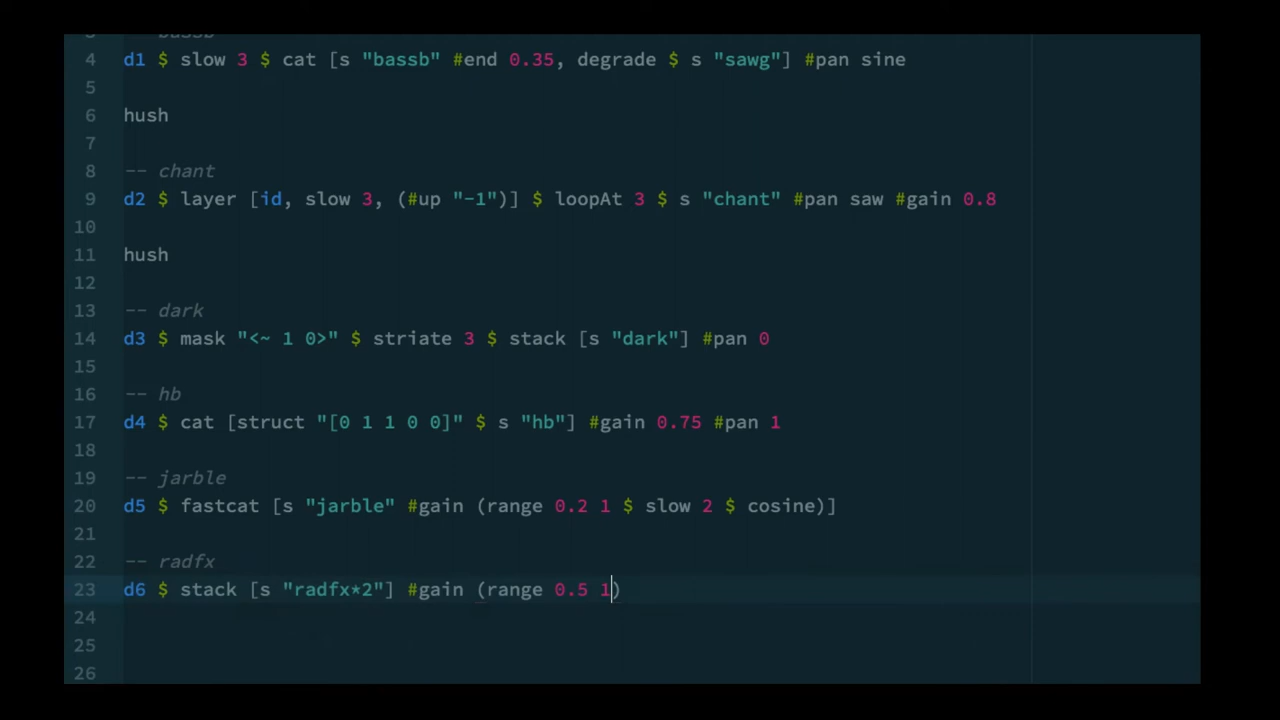 3 -- bassb
4 d1 $ slow 3 $ cat [s "bassb" #end 0.35, degrade $ s "sawg"] #pan sine
5
6 hush
7
8 -- chant
9 d2 $ layer [id, slow 3, (#up "-1")] $ loopAt 3 $ s "chant" #pan saw #gain 0.8
10
11 hush
12
13 -- dark
14 d3 $ mask "<~ 1 0>" $ striate 3 $ stack [s "dark"] #pan 0
15
16 -- hb
17 d4 $ cat [struct "[0 1 1 0 0]" $ s "hb"] #gain 0.75 #pan 1
18
19 -- jarble
20 d5 $ fastcat [s "jarble" #gain (range 0.2 1 $ slow 2 $ cosine)]
21
22 -- radfx
23 d6 $ stack [s "radfx*2"] #gain (range 0.5 1)
24
25
26